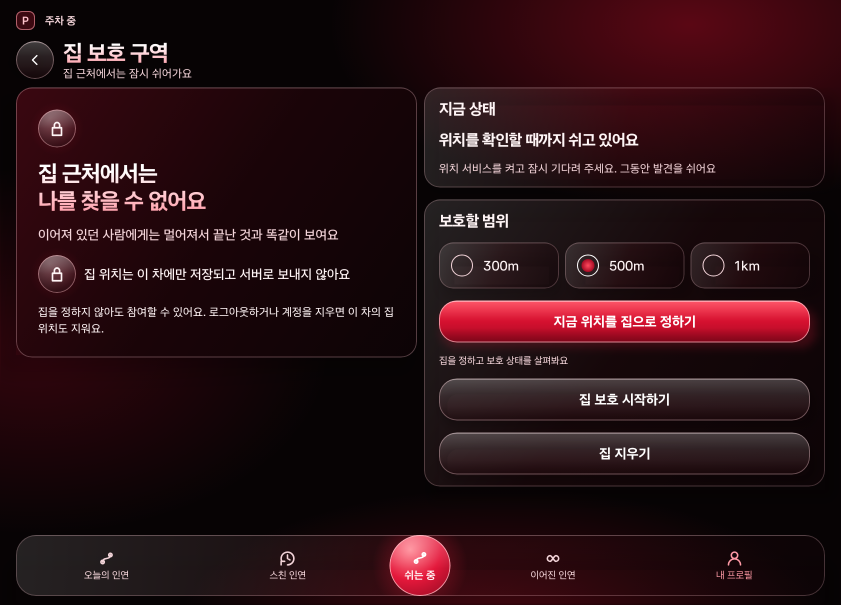 P 주차 중
집 보호 구역
집 근처에서는 잠시 쉬어가요
집 근처에서는
나를 찾을 수 없어요
이어져 있던 사람에게는 멀어져서 끝난 것과 똑같이 보여요
집 위치는 이 차에만 저장되고 서버로 보내지 않아요
집을 정하지 않아도 참여할 수 있어요. 로그아웃하거나 계정을 지우면 이 차의 집
위치도 지워요.
지금 상태
위치를 확인할 때까지 쉬고 있어요
위치 서비스를 켜고 잠시 기다려 주세요. 그동안 발견을 쉬어요
보호할 범위
300m 500m 1km
지금 위치를 집으로 정하기
집을 정하고 보호 상태를 살펴봐요
집 보호 시작하기
집 지우기
오늘의 인연 스친 인연 쉬는 중 이어진 인연 내 프로필